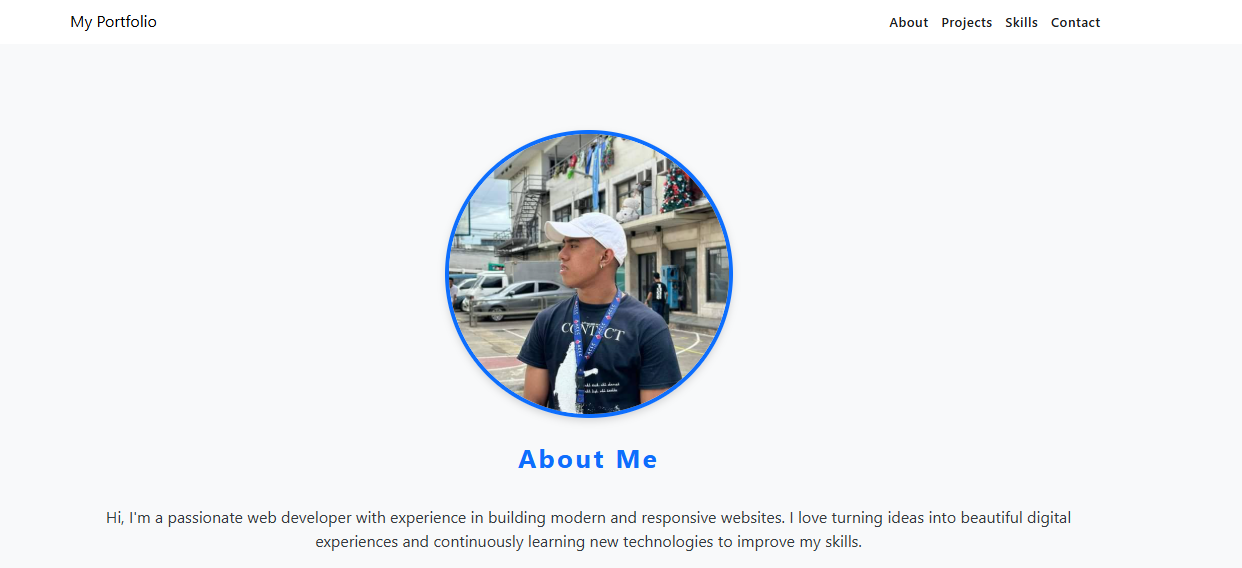 My Portfolio
About Projects Skills Contact
About Me
Hi, I'm a passionate web developer with experience in building modern and responsive websites. I love turning ideas into beautiful digital
experiences and continuously learning new technologies to improve my skills.